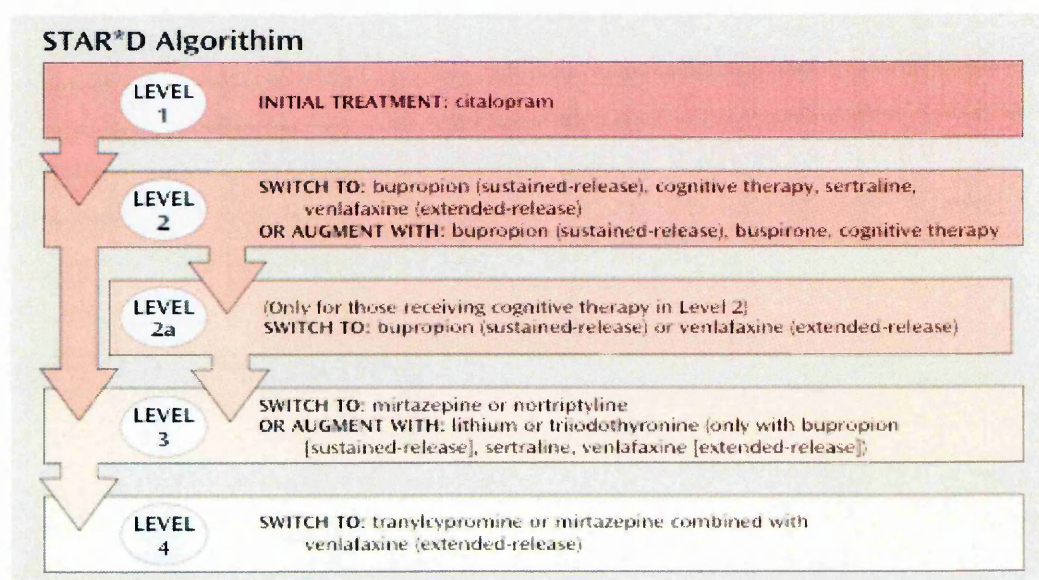 STAR*D Algorithim
LEVEL
1
INITIAL TREATMENT: citalopram
LEVEL
2
SWITCH TO: bupropion (sustained-release), cognitive therapy, sertraline,
venlafaxine (extended-release)
OR AUGMENT WITH: bupropion (sustained-release), buspirone, cognitive therapy
LEVEL
2a
(Only for those receiving cognitive therapy in Level 2)
SWITCH TO: bupropion (sustained-release) or venlafaxine (extended-release)
LEVEL
3
SWITCH TO: mirtazepine or nortriptyline
OR AUGMENT WITH: lithium or triiodothyronine (only with bupropion
[sustained-release], sertraline, venlafaxine [extended-release])
LEVEL
4
SWITCH TO: tranylcypromine or mirtazepine combined with
venlafaxine (extended-release)